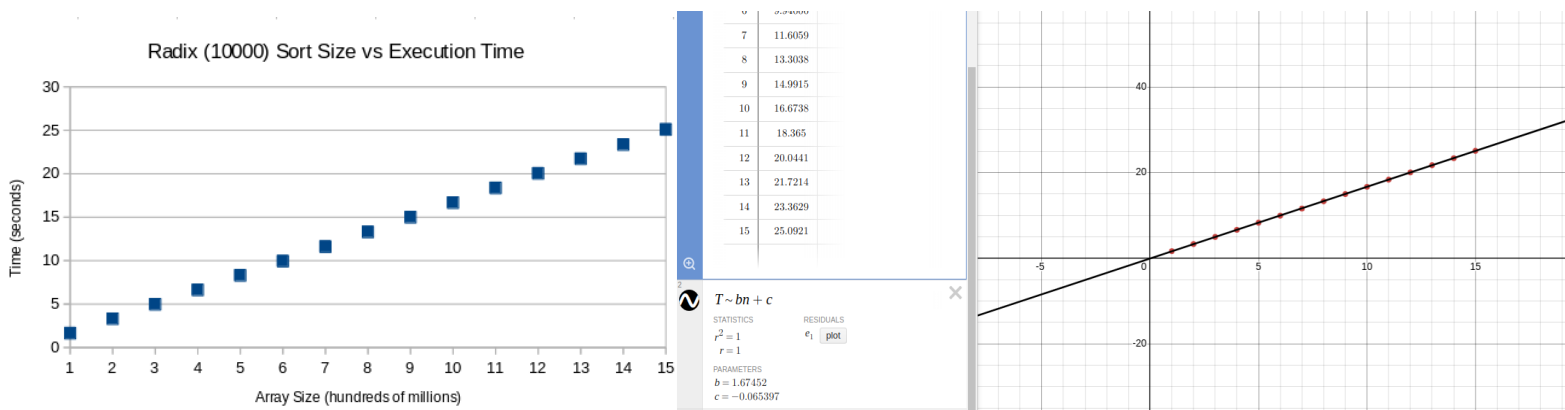 Radix (10000) Sort Size vs Execution Time
30
25
20
15
10
5
0
1 2 3 4 5 6 7 8 9 10 11 12 13 14 15
Time (seconds)
Array Size (hundreds of millions)
7 11.6059
8 13.3038
9 14.9915
10 16.6738
11 18.365
12 20.0441
13 21.7214
14 23.3629
15 25.0921
2
T ~ bn + c
STATISTICS
r² = 1
r = 1
RESIDUALS
e₁ plot
PARAMETERS
b = 1.67452
c = −0.065397
40
20
-5 0 5 10 15
-20